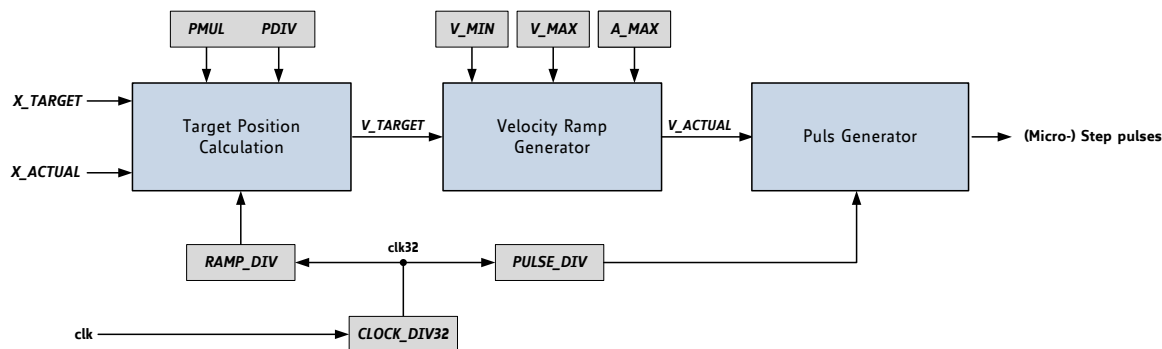 PMUL PDIV
V_MIN
V_MAX
A_MAX
X_TARGET
X_ACTUAL
Target Position
Calculation
V_TARGET
Velocity Ramp
Generator
V_ACTUAL
Puls Generator
(Micro-) Step pulses
RAMP_DIV
clk32
PULSE_DIV
clk
CLOCK_DIV32